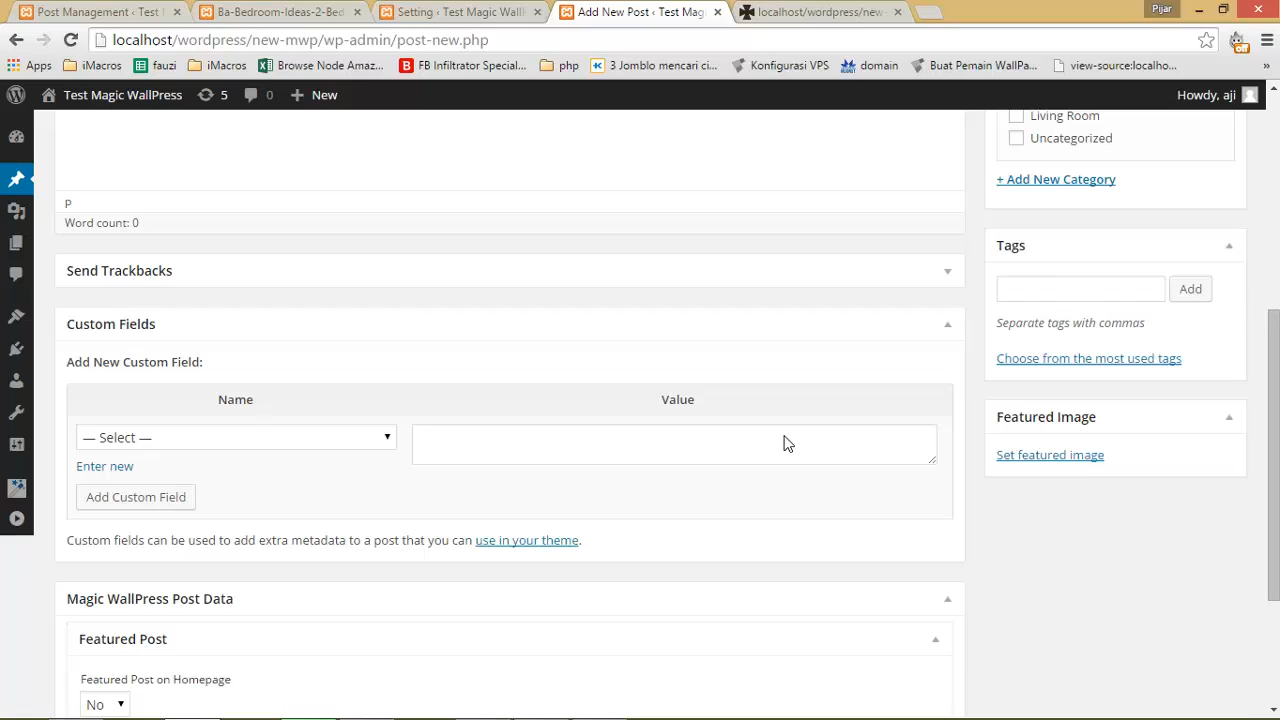 Post Management ‹ Test
Ba-Bedroom-Ideas-2-Bed
Setting ‹ Test Magic Wall
Add New Post ‹ Test Mag
localhost/wordpress/new-
Pijar
localhost/wordpress/new-mwp/wp-admin/post-new.php
off
Apps
iMacros
fauzi
iMacros
Browse Node Amaz...
FB Infiltrator Special...
php
3 Jomblo mencari ci...
Konfigurasi VPS
domain
Buat Pemain WallPa...
view-source:localho...
»
Test Magic WallPress
5
0
New
Howdy, aji
Living Room
Uncategorized
+ Add New Category
p
Word count: 0
Send Trackbacks
Tags
Add
Separate tags with commas
Choose from the most used tags
Custom Fields
Add New Custom Field:
Name
Value
— Select —
Enter new
Add Custom Field
Custom fields can be used to add extra metadata to a post that you can use in your theme.
Featured Image
Set featured image
Magic WallPress Post Data
Featured Post
Featured Post on Homepage
No